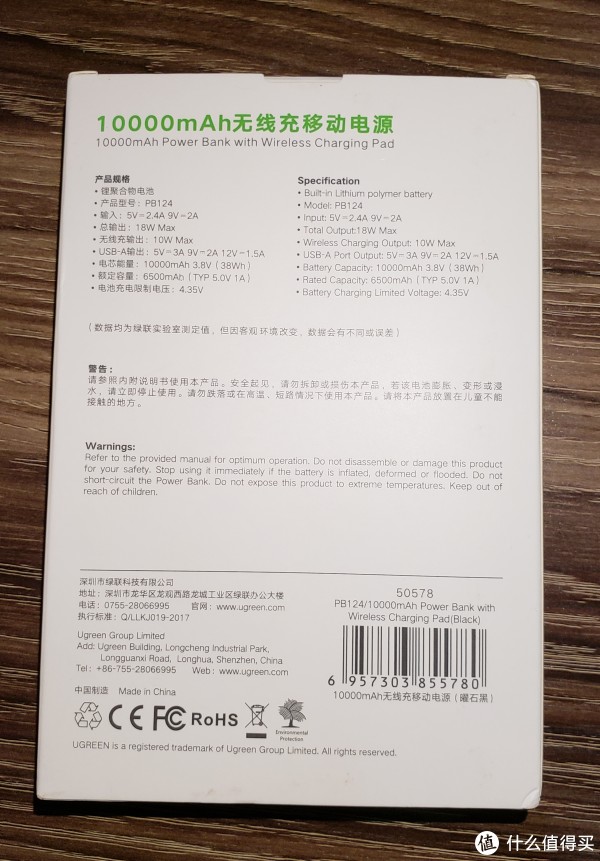 10000mAh无线充移动电源
10000mAh Power Bank with Wireless Charging Pad
产品规格
• 锂聚合物电池
• 产品型号：PB124
• 输入：5V⎓2.4A 9V⎓2A
• 总输出：18W Max
• 无线充输出：10W Max
• USB-A输出：5V⎓3A 9V⎓2A 12V⎓1.5A
• 电芯能量：10000mAh 3.8V (38Wh)
• 额定容量：6500mAh (TYP 5.0V 1A)
• 电池充电限制电压：4.35V
Specification
• Built-in Lithium polymer battery
• Model: PB124
• Input: 5V⎓2.4A 9V⎓2A
• Total Output:18W Max
• Wireless Charging Output: 10W Max
• USB-A Port Output: 5V⎓3A 9V⎓2A 12V⎓1.5A
• Battery Capacity: 10000mAh 3.8V (38Wh)
• Rated Capacity: 6500mAh (TYP 5.0V 1A)
• Battery Charging Limited Voltage: 4.35V
(数据均为绿联实验室测定值，但因客观环境改变，数据会有不同或误差)
警告：
请参照内附说明书使用本产品。安全起见，请勿拆卸或损伤本产品，若该电池膨胀、变形或浸
水，请立即停止使用。请勿跌落或在高温、短路情况下使用本产品。请将本产品放置在儿童不能
接触的地方。
Warnings:
Refer to the provided manual for optimum operation. Do not disassemble or damage this product
for your safety. Stop using it immediately if the battery is inflated, deformed or flooded. Do not
short-circuit the Power Bank. Do not expose this product to extreme temperatures. Keep out of
reach of children.
深圳市绿联科技有限公司
地址：深圳市龙华区龙观西路龙城工业区绿联办公大楼
电话：0755-28066995 官网：www.ugreen.com
执行标准：Q/LLKJ019-2017
Ugreen Group Limited
Add: Ugreen Building, Longcheng Industrial Park,
Longguanxi Road, Longhua, Shenzhen, China
Tel: +86-755-28066995 Web: www.ugreen.com
中国制造 Made in China
CE FC RoHS
Environmental
Protection
UGREEN is a registered trademark of Ugreen Group Limited. All rights reserved.
50578
PB124/10000mAh Power Bank with
Wireless Charging Pad(Black)
6 957303 855780
10000mAh无线充移动电源（曜石黑）
值 什么值得买